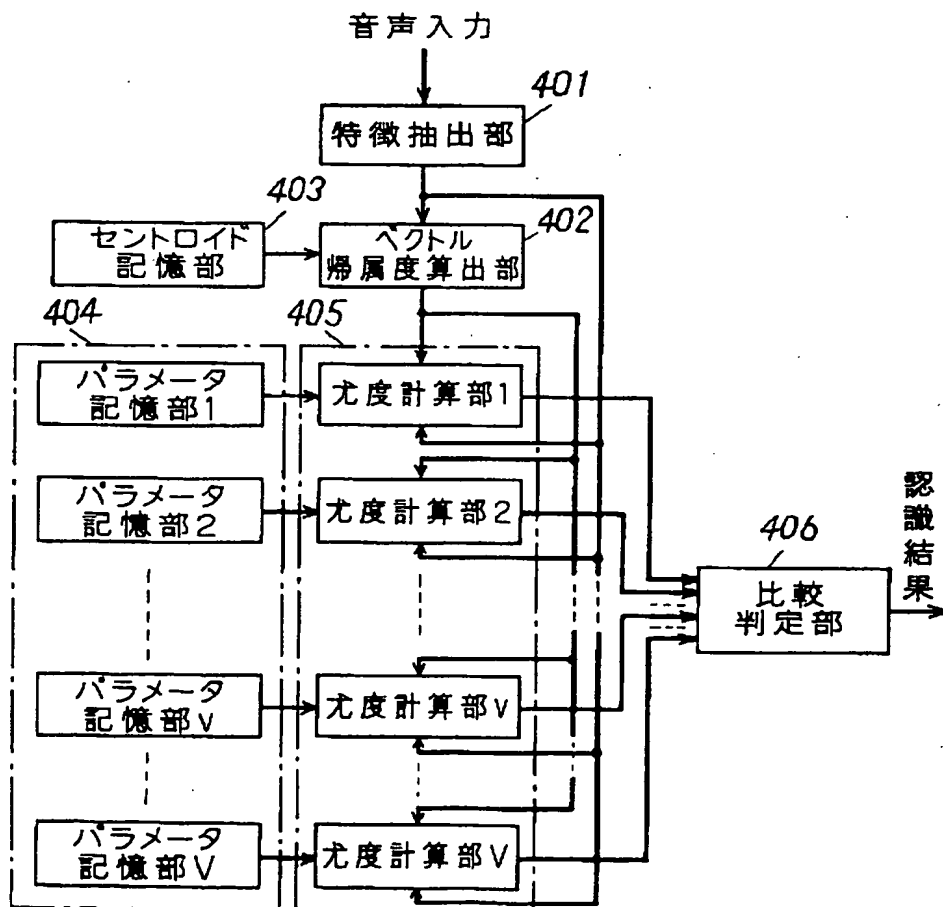 音声入力
401
特徴抽出部
403
セントロイド
記憶部
402
ベクトル
帰属度算出部
404
405
パラメータ
記憶部1
尤度計算部1
パラメータ
記憶部2
尤度計算部2
認識結果
406
比較
判定部
パラメータ
記憶部v
尤度計算部v
パラメータ
記憶部V
尤度計算部V